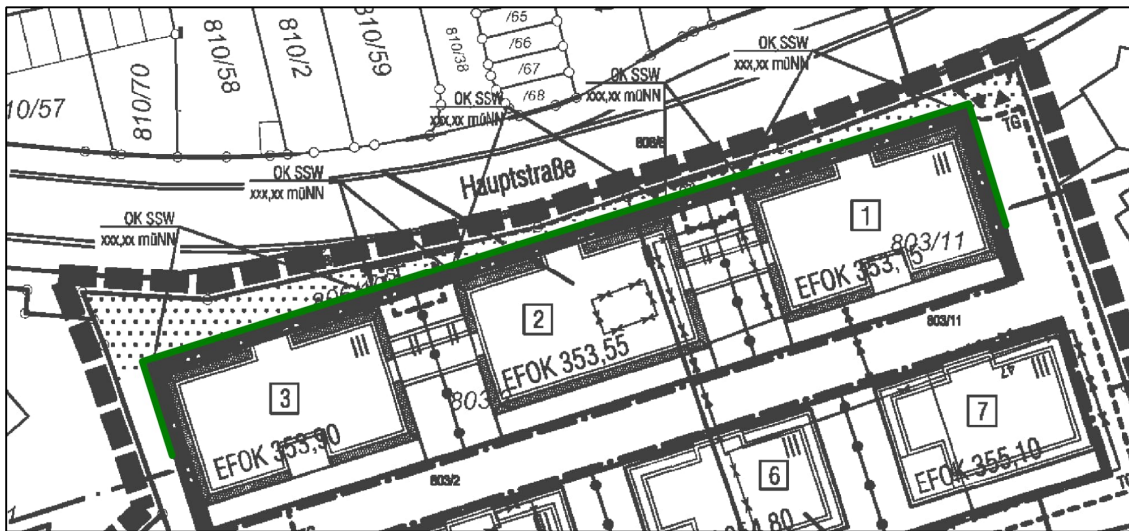 /65
/56
/67
/68
810/57
810/70
810/58
810/2
810/59
810/38
OK SSW
xxx,xx müNN
OK SSW
xxx,xx müNN
OK SSW
xxx,xx müNN
OK SSW
xxx,xx müNN
OK SSW
xxx,xx müNN
Hauptstraße
TG
1
III
803/11
2
EFOK 353,55
803/11
3
III
EFOK 353,90
803/2
7
III
47
EFOK 355,10
6
III